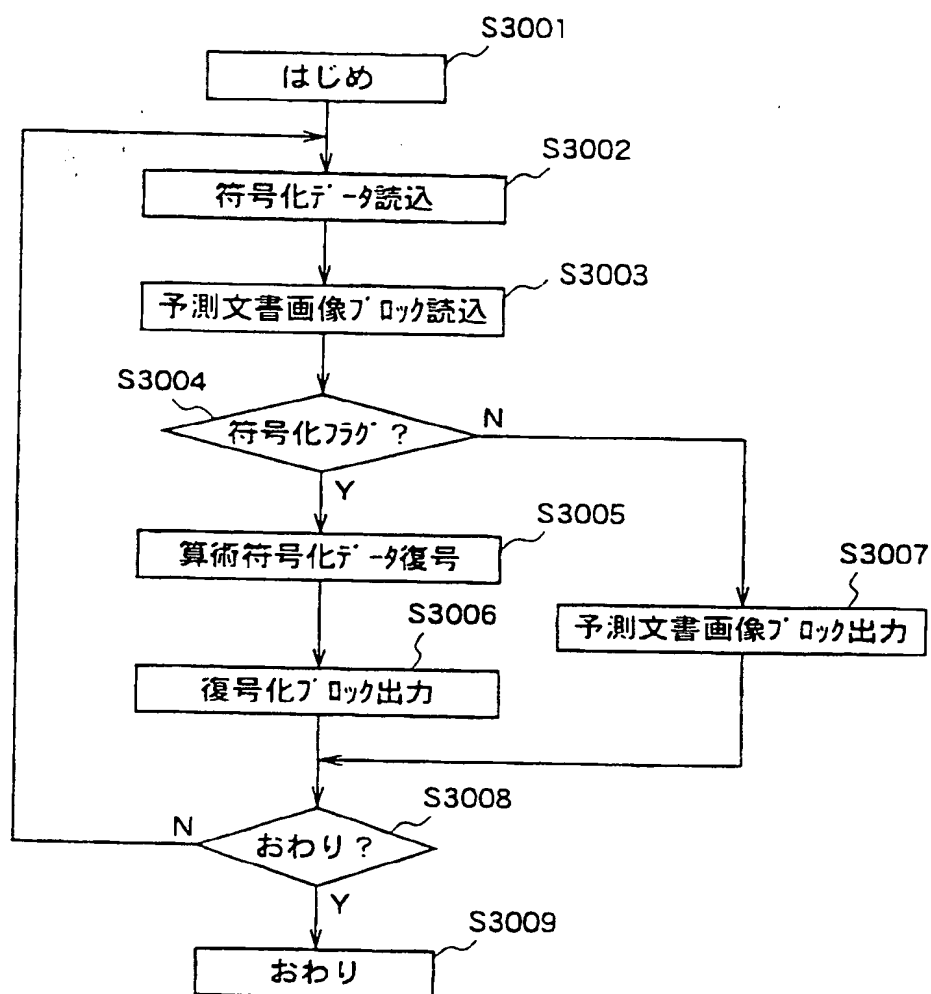 S3001
はじめ
S3002
符号化データ読込
S3003
予測文書画像ブロック読込
S3004
符号化フラグ?
N
Y
S3005
算術符号化データ復号
S3007
予測文書画像ブロック出力
S3006
復号化ブロック出力
S3008
N
おわり?
Y
S3009
おわり